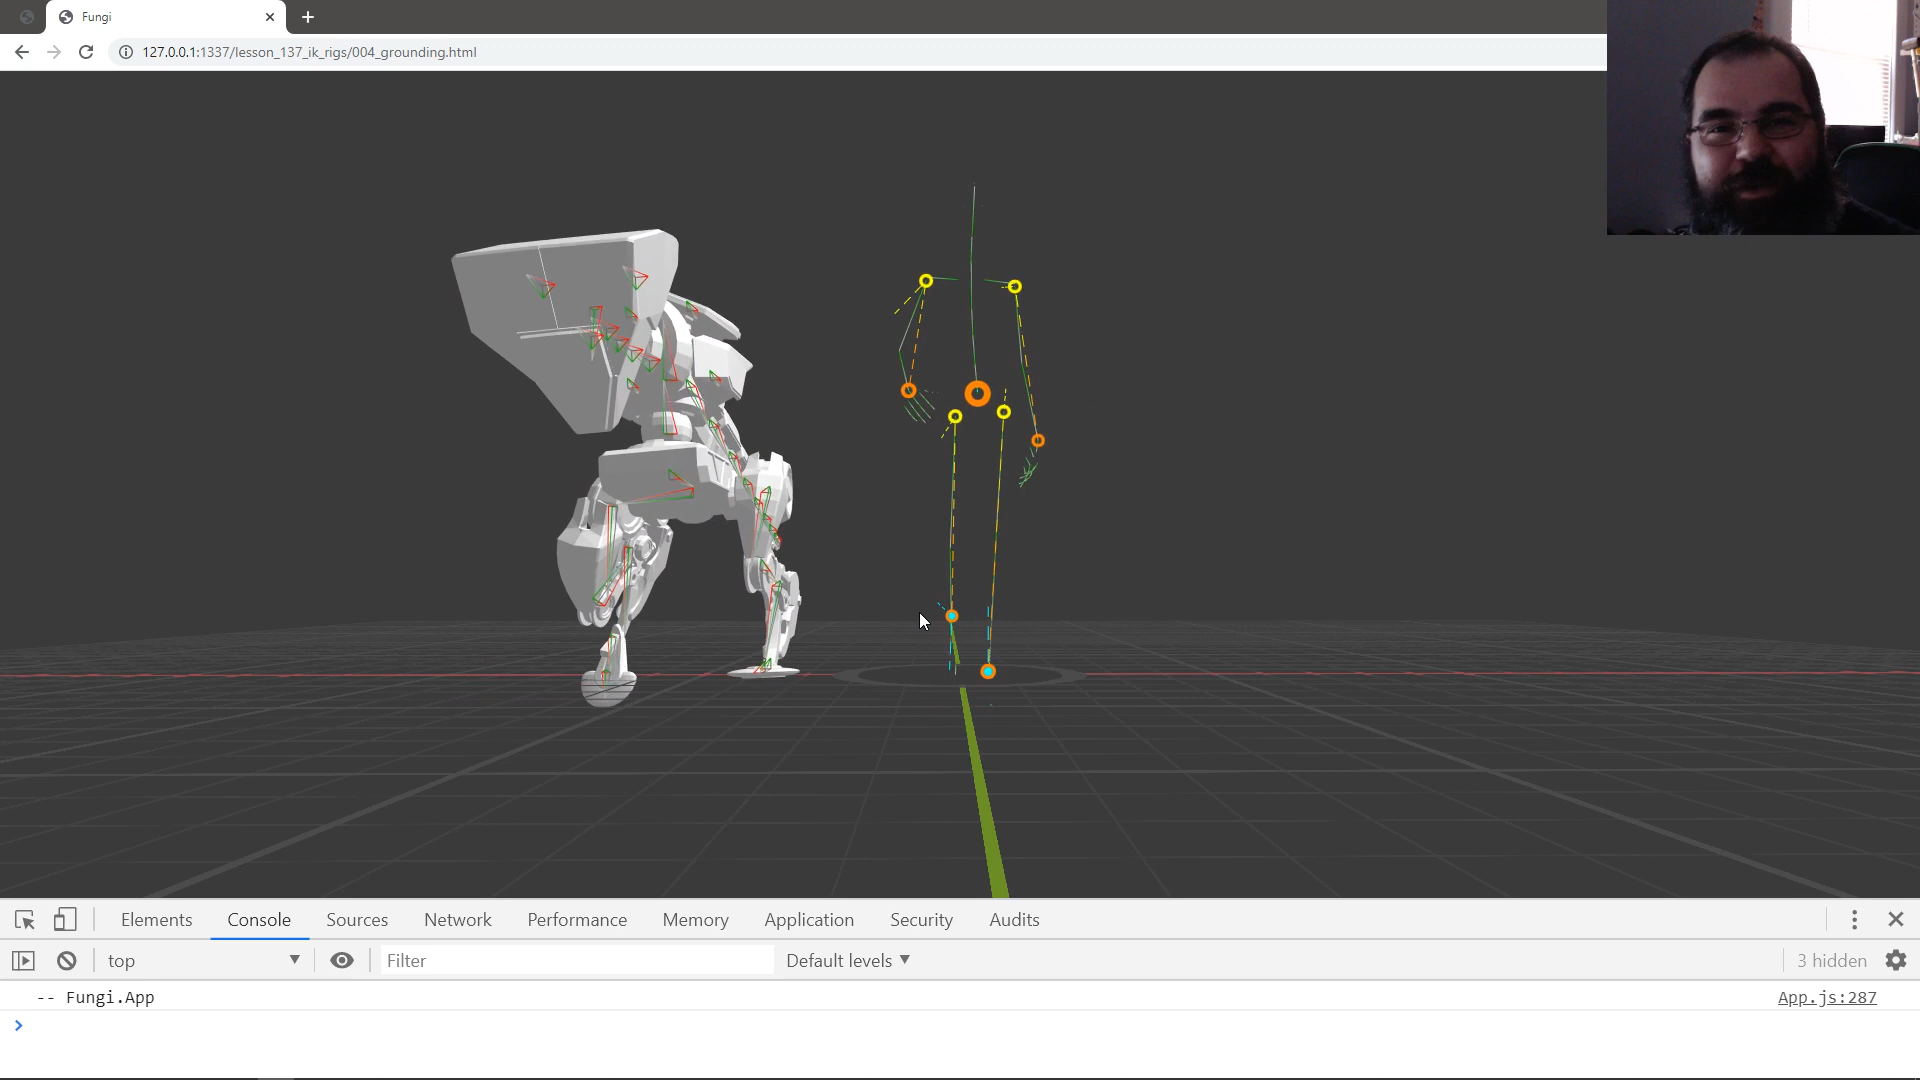 Fungi
127.0.0.1:1337/lesson_137_ik_rigs/004_grounding.html
Elements Console Sources Network Performance Memory Application Security Audits
top Filter Default levels 3 hidden
-- Fungi.App App.js:287